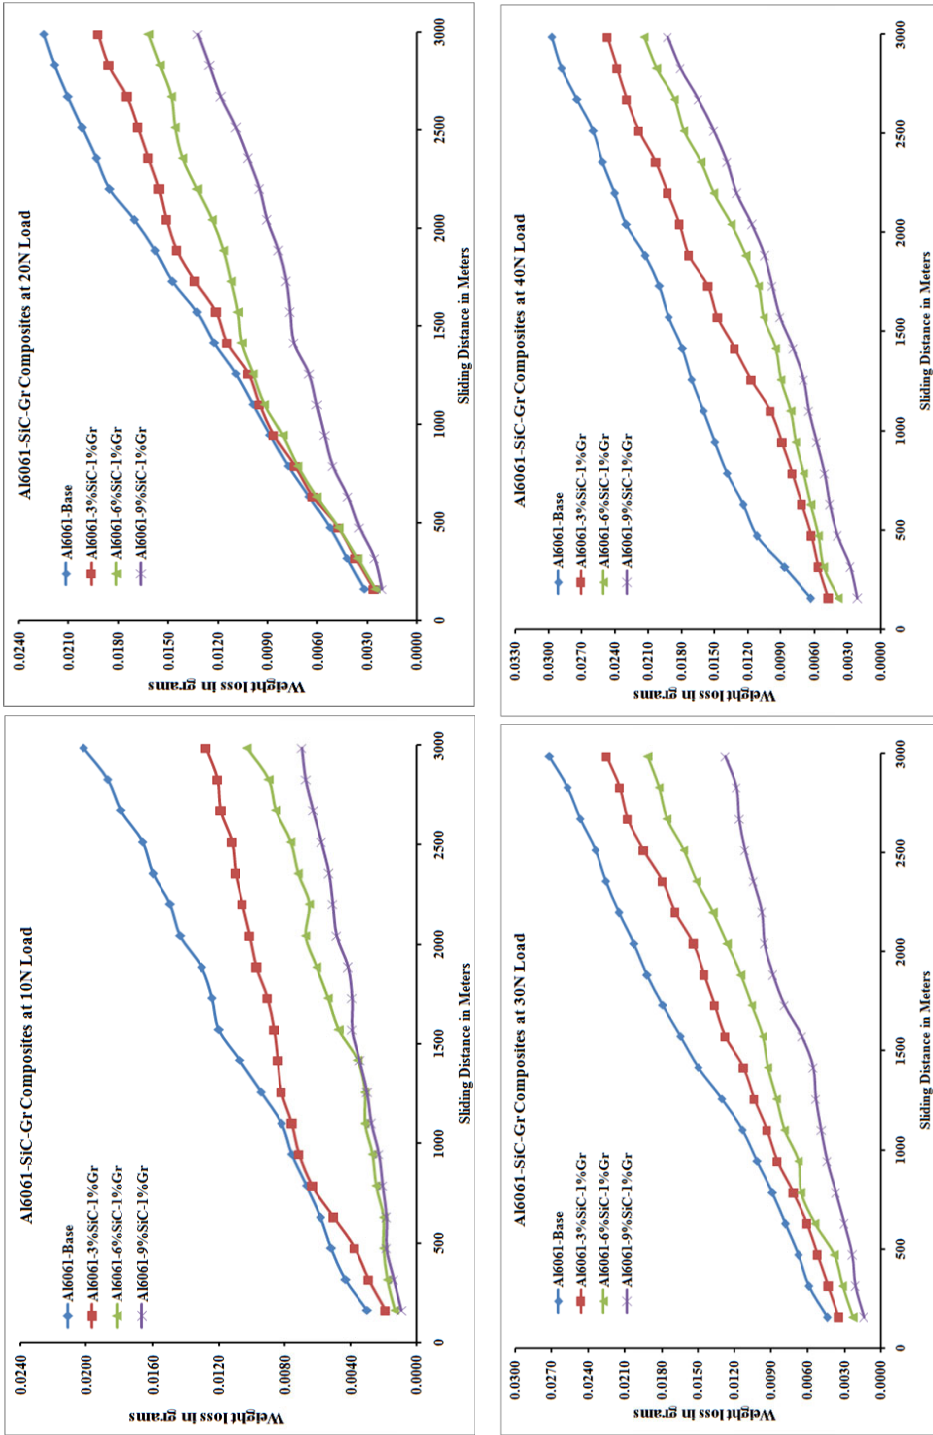 Al6061-SiC-Gr Composites at 10N Load
Weight loss in grams
0.0240
0.0200
0.0160
0.0120
0.0080
0.0040
0.0000
Al6061-Base
Al6061-3%SiC-1%Gr
Al6061-6%SiC-1%Gr
Al6061-9%SiC-1%Gr
0 500 1000 1500 2000 2500 3000
Sliding Distance in Meters
Al6061-SiC-Gr Composites at 20N Load
Weight loss in grams
0.0240
0.0210
0.0180
0.0150
0.0120
0.0090
0.0060
0.0030
0.0000
Al6061-Base
Al6061-3%SiC-1%Gr
Al6061-6%SiC-1%Gr
Al6061-9%SiC-1%Gr
0 500 1000 1500 2000 2500 3000
Sliding Distance in Meters
Al6061-SiC-Gr Composites at 30N Load
Weight loss in grams
0.0300
0.0270
0.0240
0.0210
0.0180
0.0150
0.0120
0.0090
0.0060
0.0030
0.0000
Al6061-Base
Al6061-3%SiC-1%Gr
Al6061-6%SiC-1%Gr
Al6061-9%SiC-1%Gr
0 500 1000 1500 2000 2500 3000
Sliding Distance in Meters
Al6061-SiC-Gr Composites at 40N Load
Weight loss in grams
0.0330
0.0300
0.0270
0.0240
0.0210
0.0180
0.0150
0.0120
0.0090
0.0060
0.0030
0.0000
Al6061-Base
Al6061-3%SiC-1%Gr
Al6061-6%SiC-1%Gr
Al6061-9%SiC-1%Gr
0 500 1000 1500 2000 2500 3000
Sliding Distance in Meters